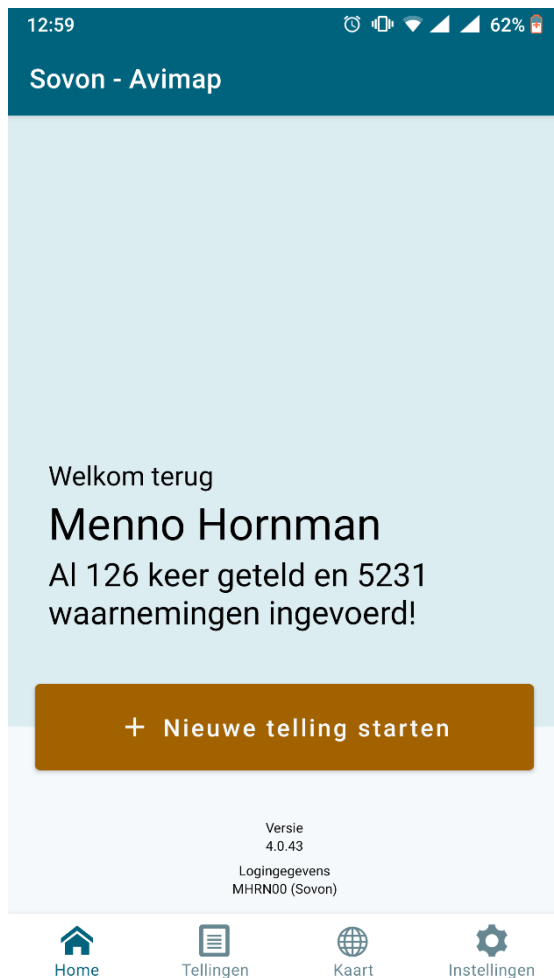 12:59
62%
Sovon - Avimap
Welkom terug
Menno Hornman
Al 126 keer geteld en 5231
waarnemingen ingevoerd!
+ Nieuwe telling starten
Versie
4.0.43
Logingegevens
MHRN00 (Sovon)
Home
Tellingen
Kaart
Instellingen